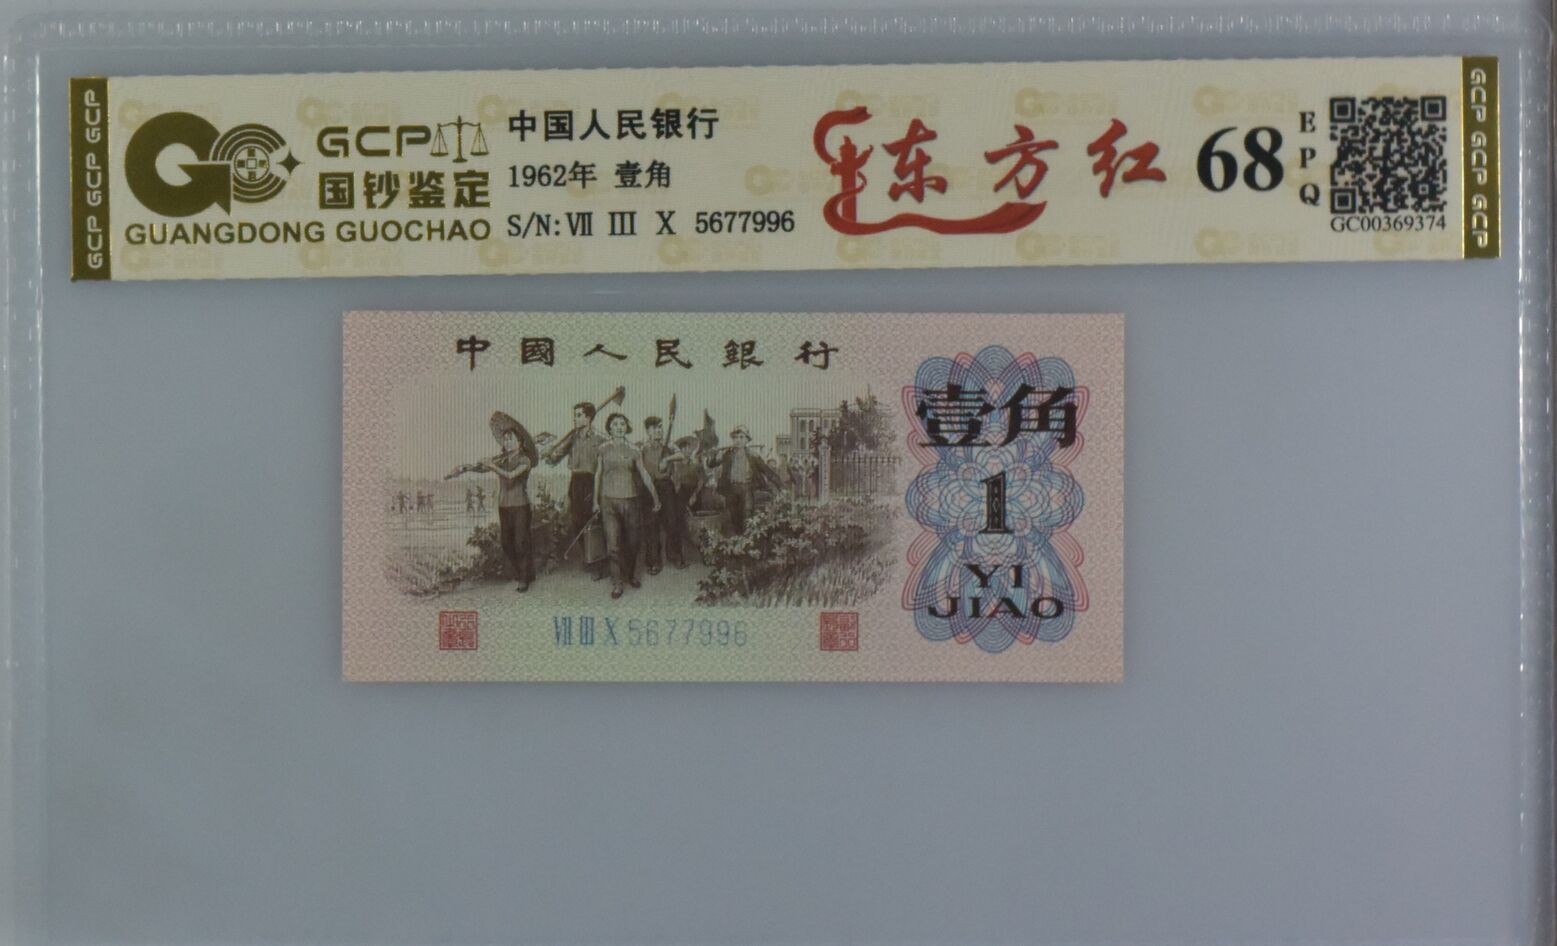 GCP GCP GCP
GCP
国钞鉴定
GUANGDONG GUOCHAO
中国人民银行
1962年 壹角
S/N: Ⅶ Ⅲ Ⅹ 5677996
东方红
68
EPQ
GC00369374
GCP GCP GCP
中國人民銀行
壹角
1
YI
JIAO
Ⅶ Ⅲ Ⅹ 5677996